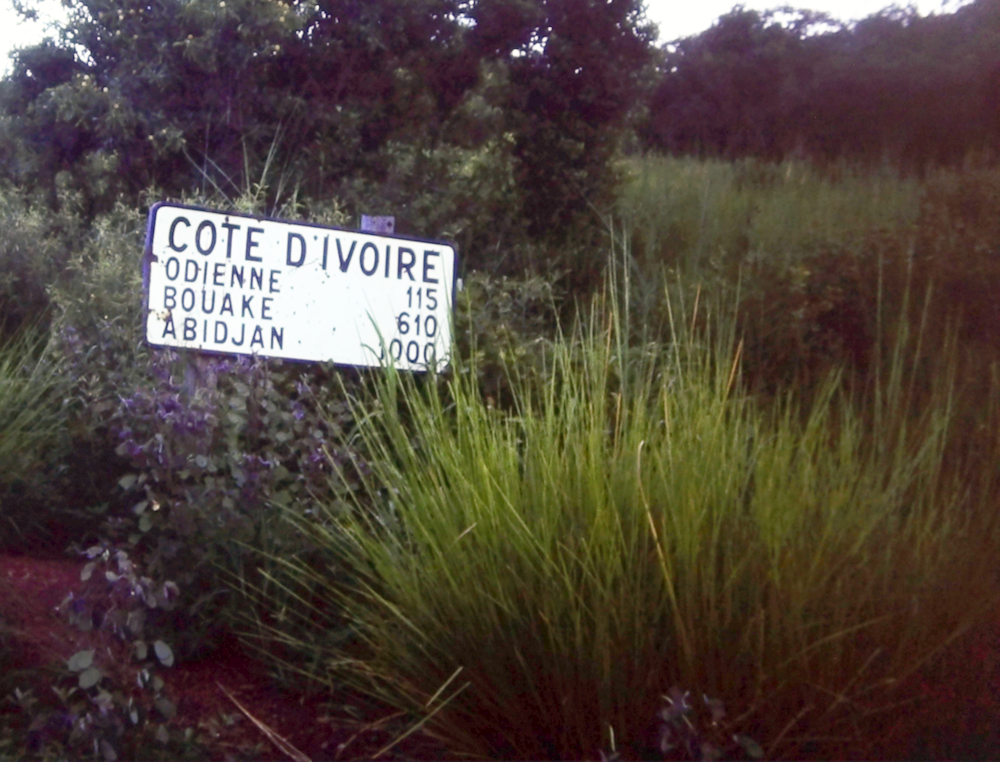 COTE D'IVOIRE
ODIENNE 115
BOUAKE 610
ABIDJAN 1000